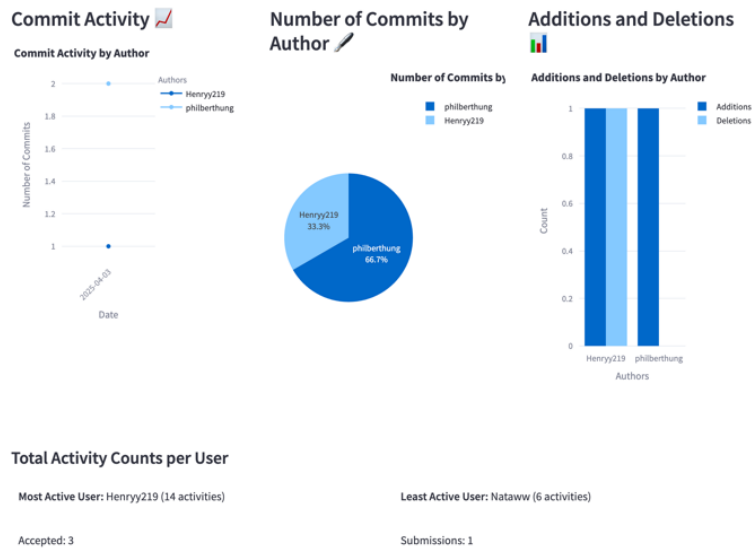 Commit Activity 📈
Commit Activity by Author
Authors
Henryy219
philberthung
2
1.8
1.6
1.4
1.2
1
Number of Commits
2025-04-03
Date
Number of Commits by
Author 🖋️
Number of Commits by
philberthung
Henryy219
Henryy219
33.3%
philberthung
66.7%
Additions and Deletions
📊
Additions and Deletions by Author
Additions
Deletions
1
0.8
0.6
0.4
0.2
0
Count
Henryy219
philberthung
Authors
Total Activity Counts per User
Most Active User: Henryy219 (14 activities)
Least Active User: Nataww (6 activities)
Accepted: 3
Submissions: 1